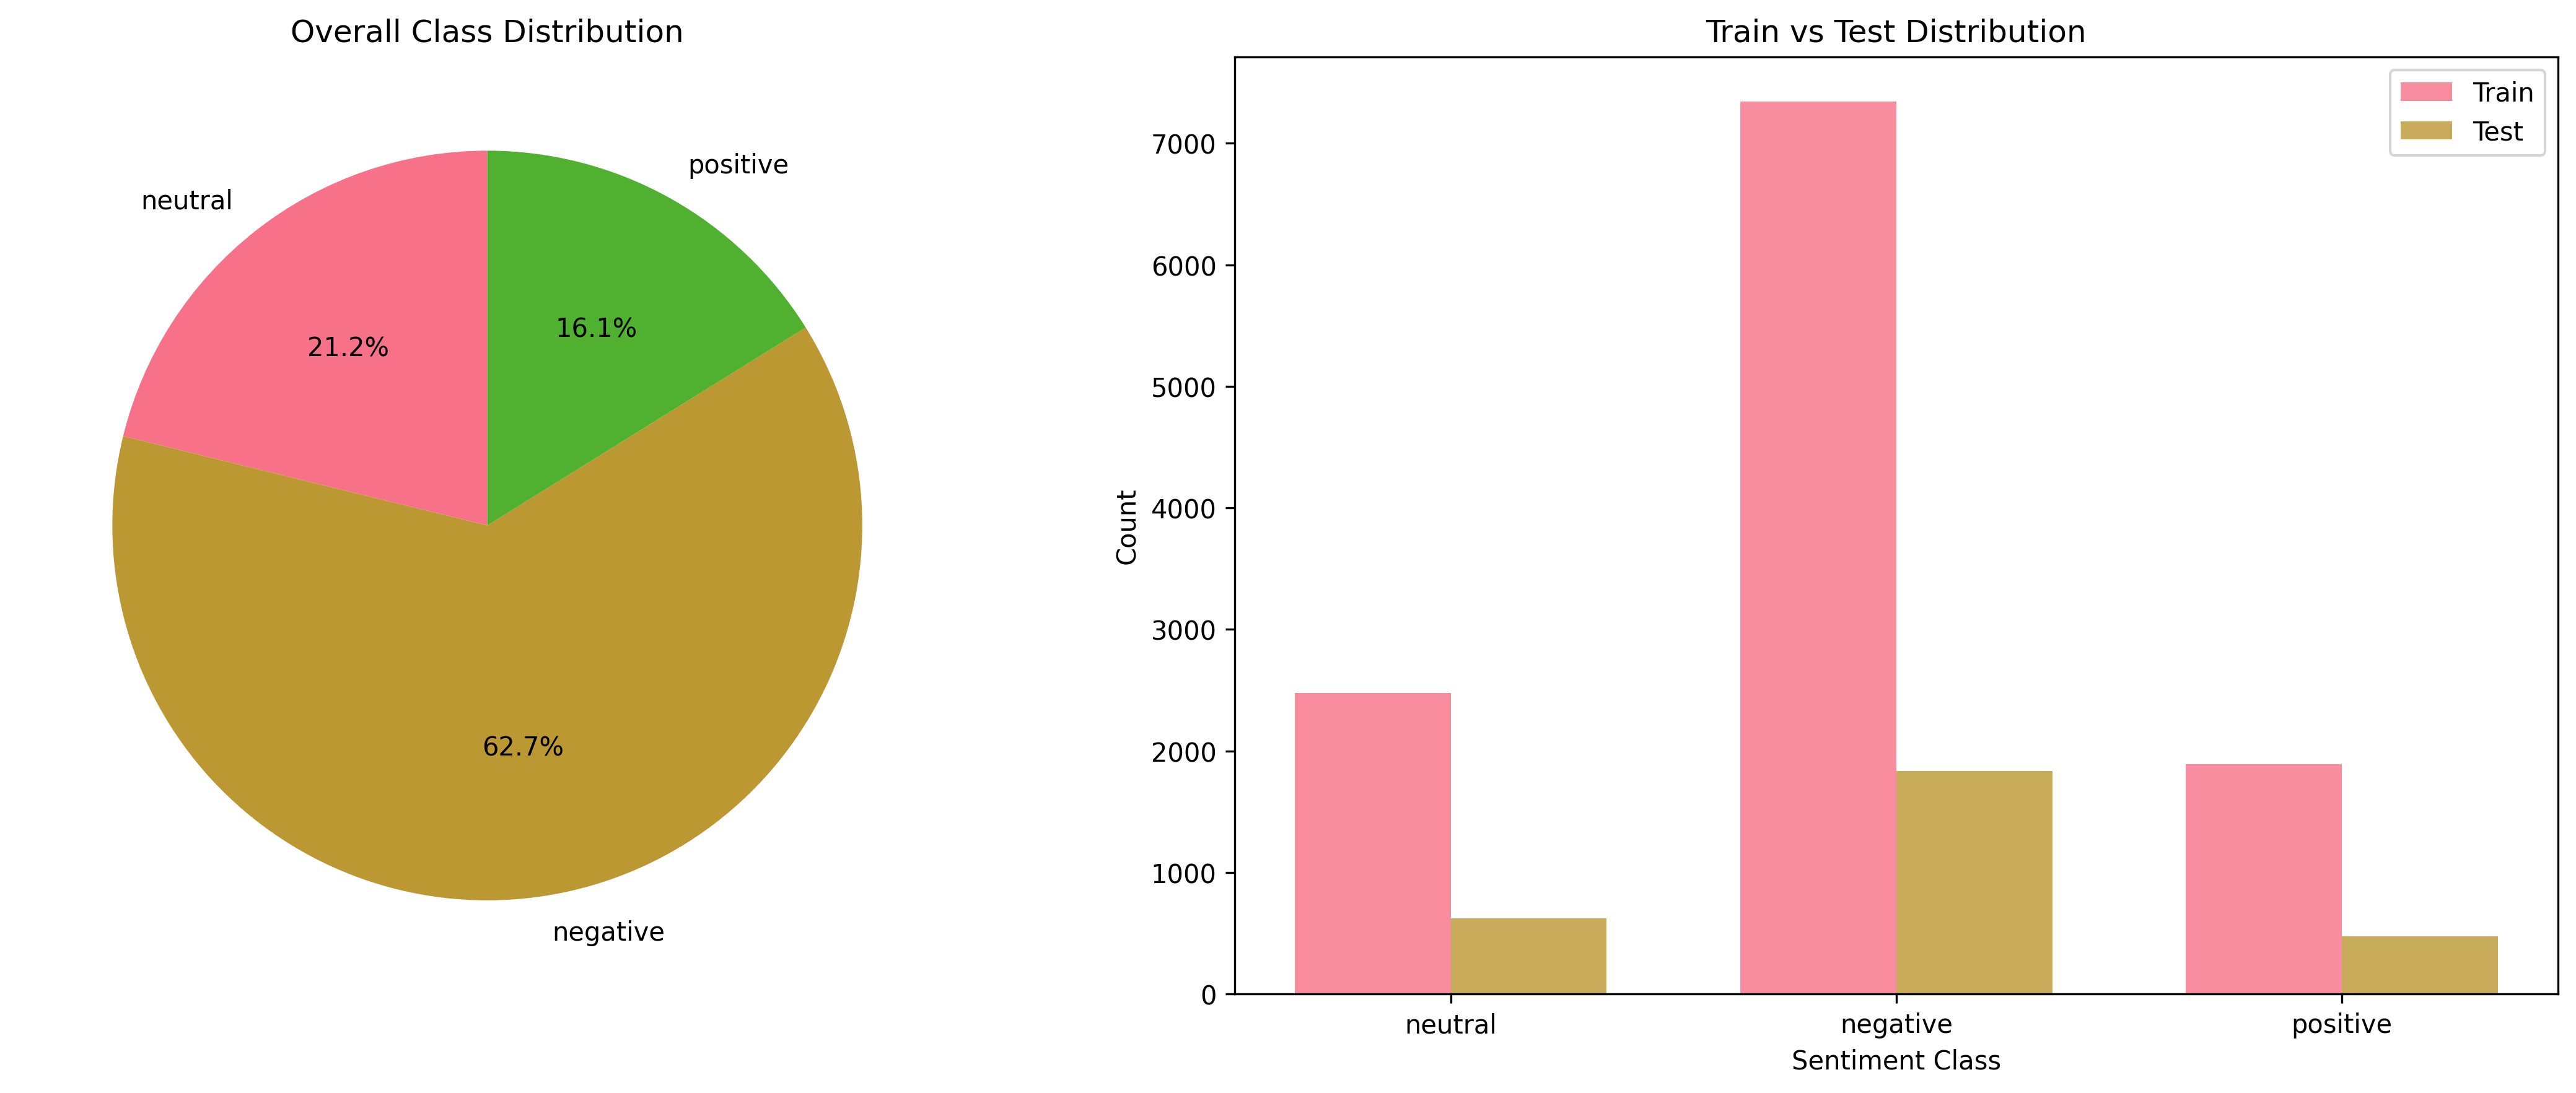 Overall Class Distribution
neutral
positive
21.2%
16.1%
62.7%
negative
Train vs Test Distribution
Train
Test
7000
6000
5000
4000
3000
2000
1000
0
Count
neutral
negative
positive
Sentiment Class